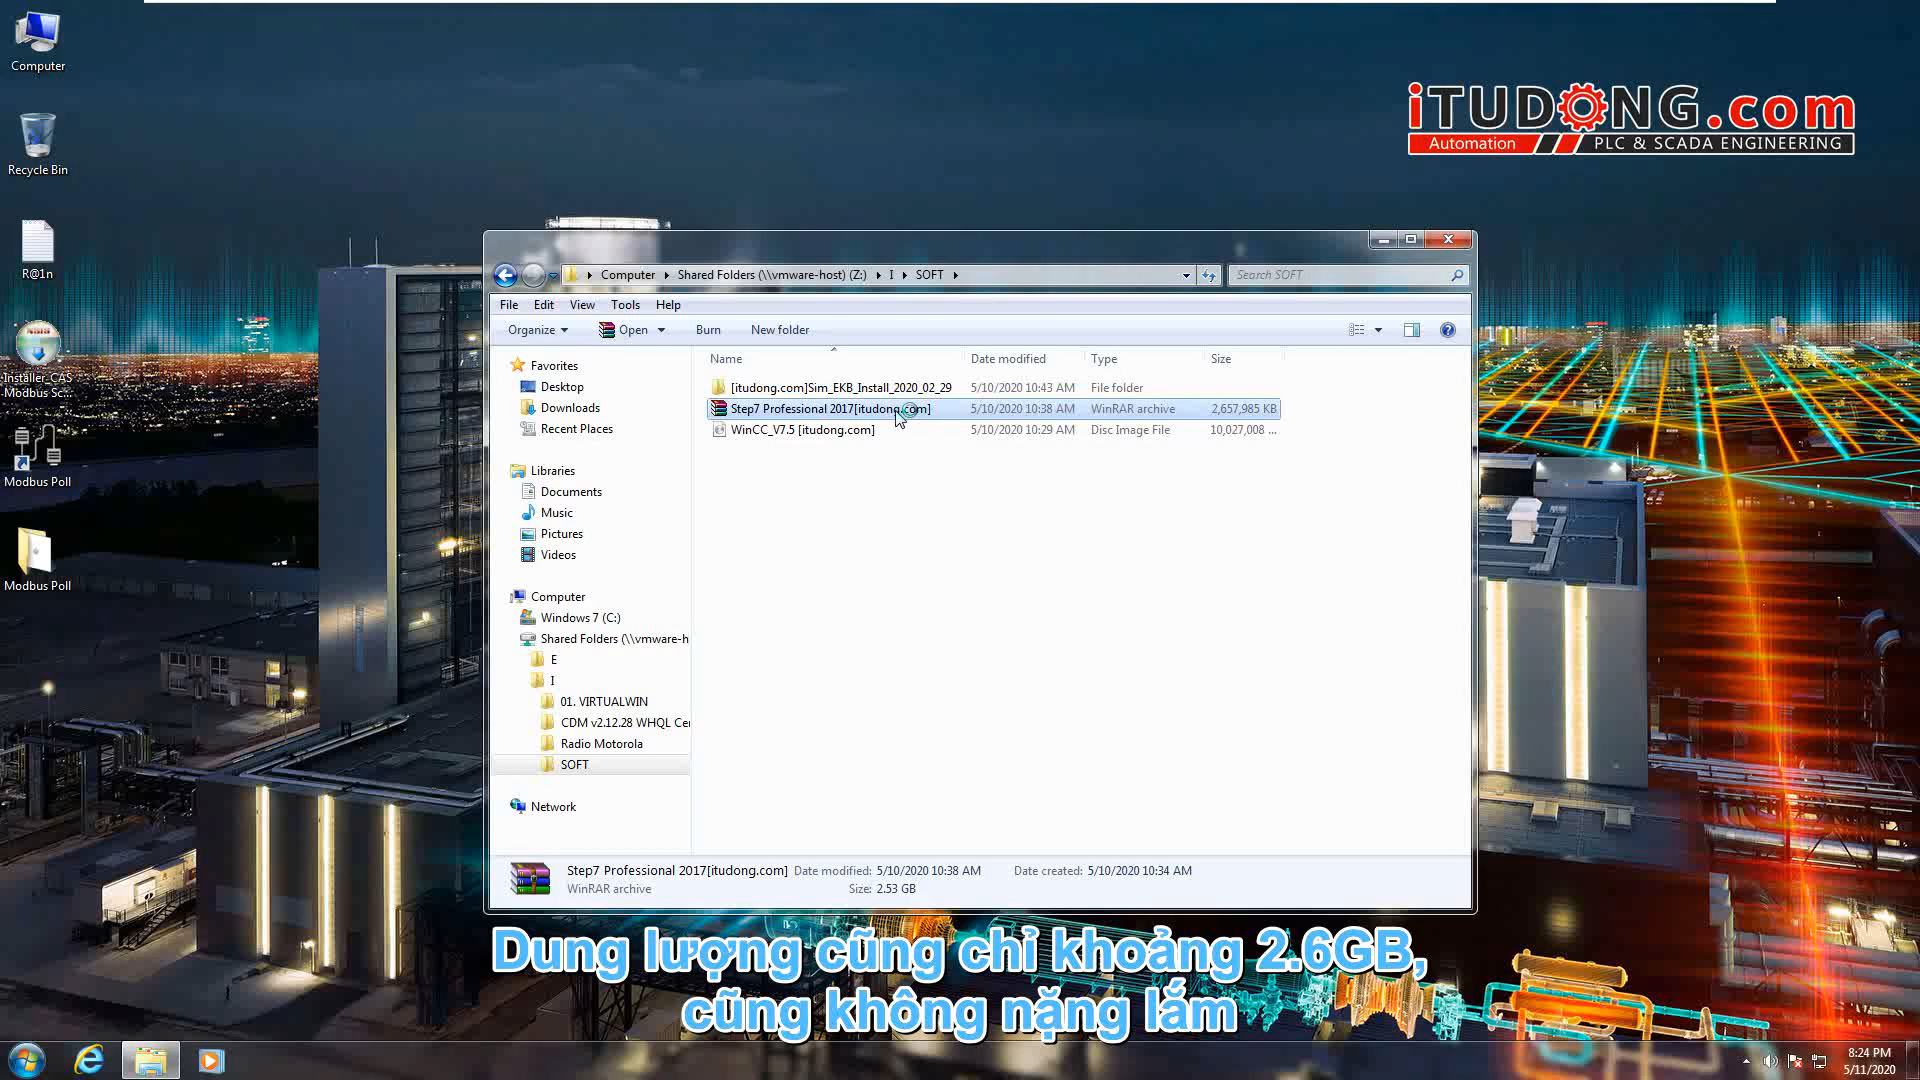 Computer
Recycle Bin
R@1n
Installer_CAS
Modbus Sc...
Modbus Poll
Modbus Poll
iTUDONG.com
Automation PLC & SCADA ENGINEERING
Computer Shared Folders (\\vmware-host) (Z:) I SOFT
Search SOFT
File Edit View Tools Help
Organize Open Burn New folder
Name Date modified Type Size
[itudong.com]Sim_EKB_Install_2020_02_29 5/10/2020 10:43 AM File folder
Step7 Professional 2017[itudong.com] 5/10/2020 10:38 AM WinRAR archive 2,657,985 KB
WinCC_V7.5 [itudong.com] 5/10/2020 10:29 AM Disc Image File 10,027,008 ...
Favorites
Desktop
Downloads
Recent Places
Libraries
Documents
Music
Pictures
Videos
Computer
Windows 7 (C:)
Shared Folders (\\vmware-h
E
I
01. VIRTUALWIN
CDM v2.12.28 WHQL Cer
Radio Motorola
SOFT
Network
Step7 Professional 2017[itudong.com] Date modified: 5/10/2020 10:38 AM Date created: 5/10/2020 10:34 AM
WinRAR archive Size: 2.53 GB
Dung lượng cũng chỉ khoảng 2.6GB,
cũng không nặng lắm
8:24 PM
5/11/2020